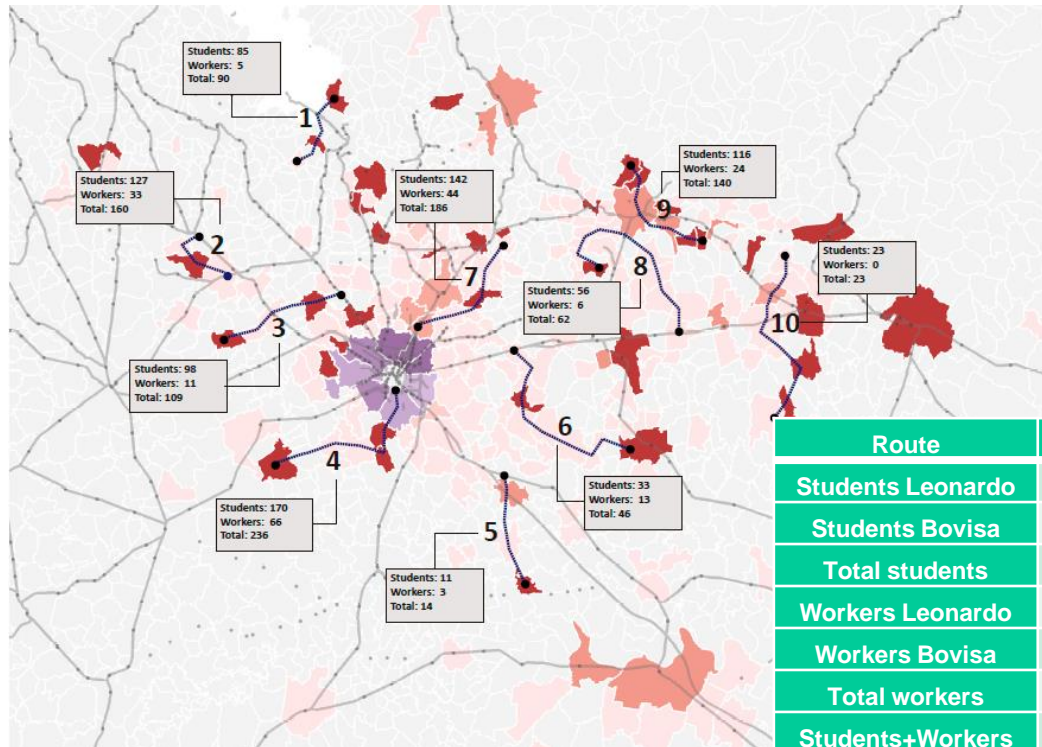 Students: 85
Workers: 5
Total: 90
1
Students: 127
Workers: 33
Total: 160
2
Students: 142
Workers: 44
Total: 186
7
Students: 116
Workers: 24
Total: 140
9
8
Students: 56
Workers: 6
Total: 62
Students: 23
Workers: 0
Total: 23
10
3
Students: 98
Workers: 11
Total: 109
4
Students: 170
Workers: 66
Total: 236
6
Students: 33
Workers: 13
Total: 46
5
Students: 11
Workers: 3
Total: 14
Route
Students Leonardo
Students Bovisa
Total students
Workers Leonardo
Workers Bovisa
Total workers
Students+Workers